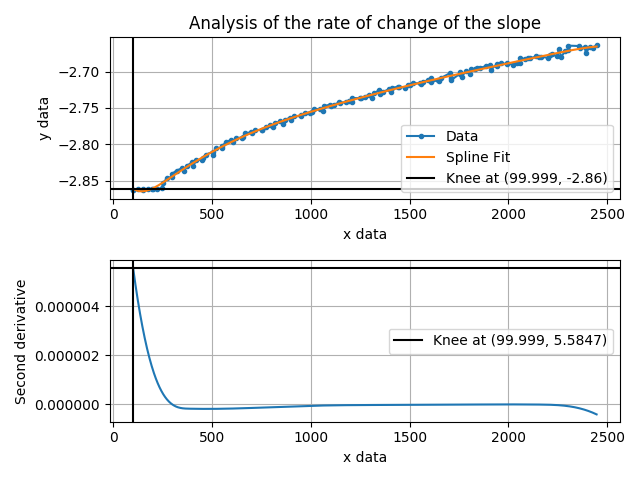 Analysis of the rate of change of the slope
−2.70
−2.75
−2.80
−2.85
y data
Data
Spline Fit
Knee at (99.999, -2.86)
0
500
1000
1500
2000
2500
x data
0.000004
0.000002
0.000000
Second derivative
Knee at (99.999, 5.5847)
0
500
1000
1500
2000
2500
x data